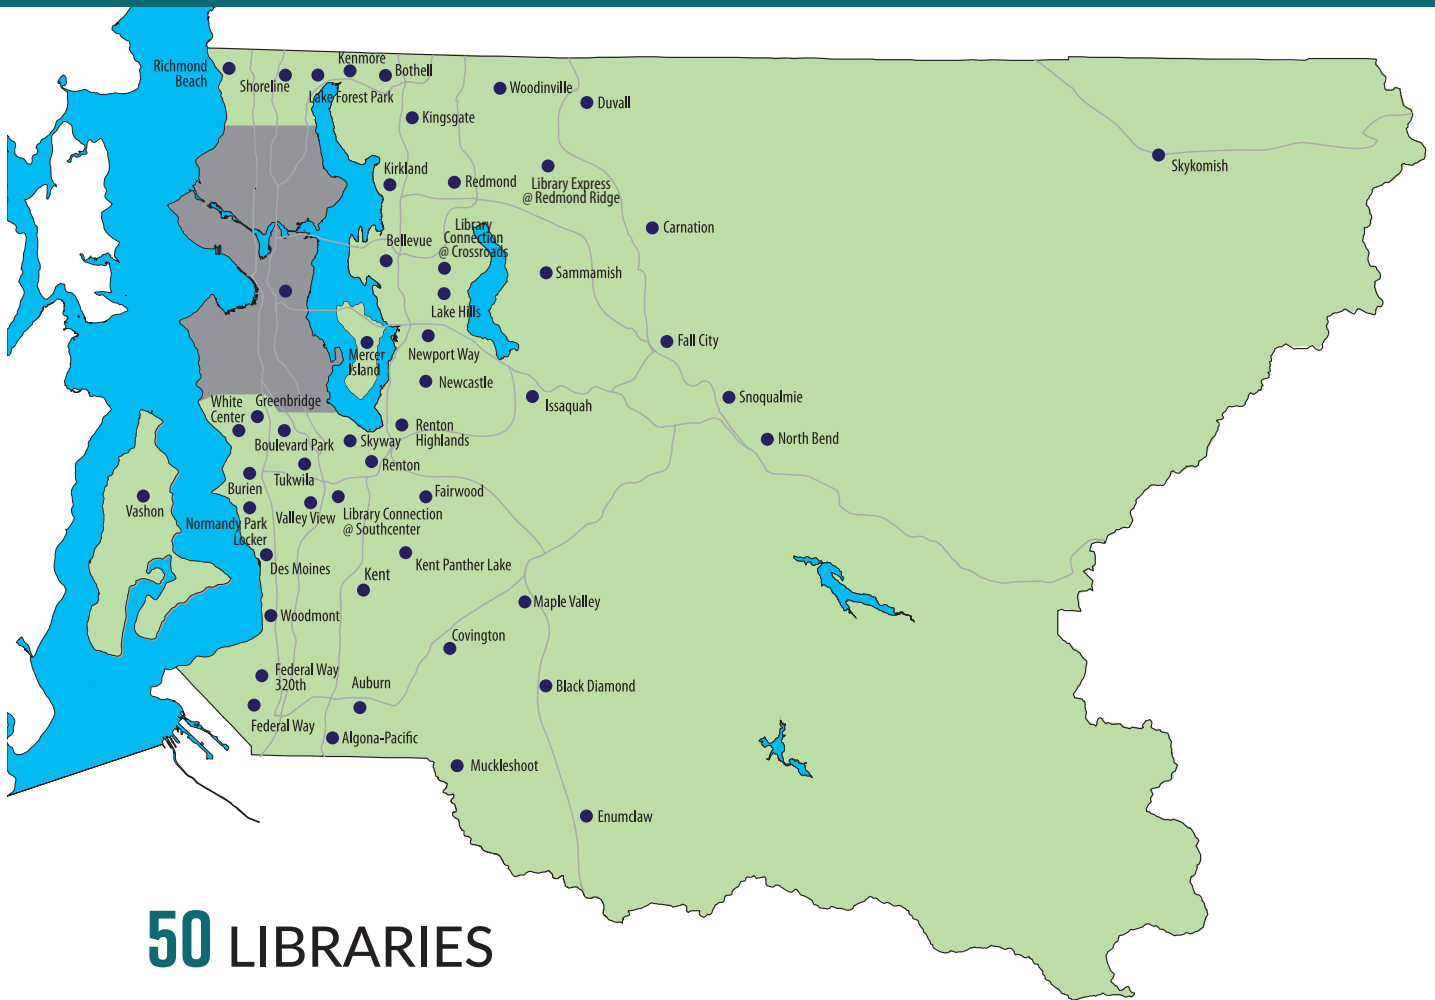 Kenmore
Richmond
Beach
Bothell
Shoreline
Lake Forest Park
Woodinville
Duvall
Kingsgate
Skykomish
Kirkland
Redmond
Library Express
@ Redmond Ridge
Carnation
Library
Connection
@ Crossroads
Bellevue
Sammamish
Lake Hills
Fall City
Mercer
Island
Newport Way
Newcastle
Snoqualmie
Issaquah
White
Center
Greenbridge
Boulevard Park
Skyway
Renton
Highlands
North Bend
Renton
Tukwila
Burien
Fairwood
Vashon
Normandy Park
Locker
Valley View
Library Connection
@ Southcenter
Des Moines
Kent Panther Lake
Kent
Maple Valley
Woodmont
Covington
Federal Way
320th
Auburn
Black Diamond
Federal Way
Algona-Pacific
Muckleshoot
Enumclaw
50 LIBRARIES